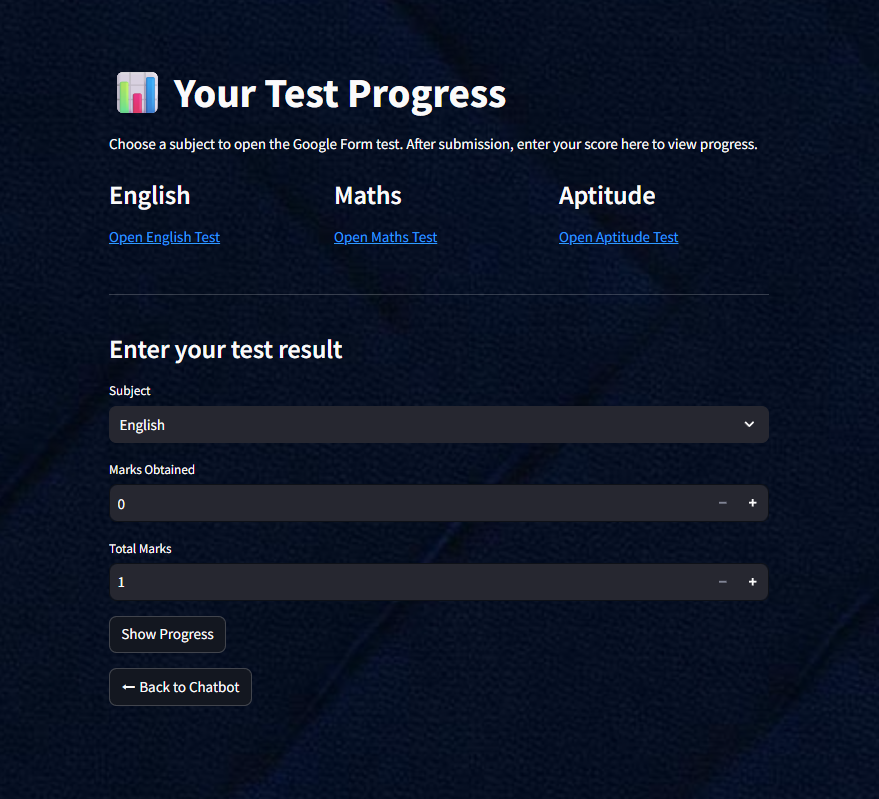 Your Test Progress
Choose a subject to open the Google Form test. After submission, enter your score here to view progress.
English Maths Aptitude
Open English Test Open Maths Test Open Aptitude Test
Enter your test result
Subject
English
Marks Obtained
0
Total Marks
1
Show Progress
← Back to Chatbot